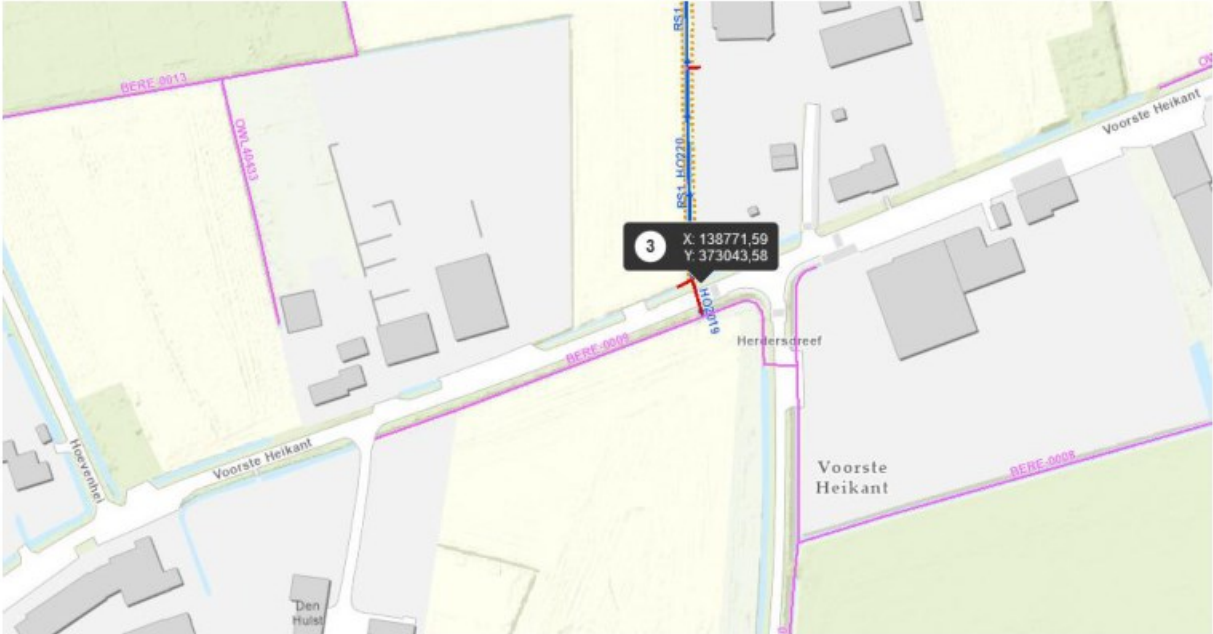 RS1
BERE-0913
OWL40433
RS1_HO220
Voorste Heikant
3
X: 138771,59
Y: 373043,58
HO2019
Herdersdreef
BERE-0009
Voorste Heikant
Hoevenhei
Voorste
Heikant
BERE-0008
Den
Hulst